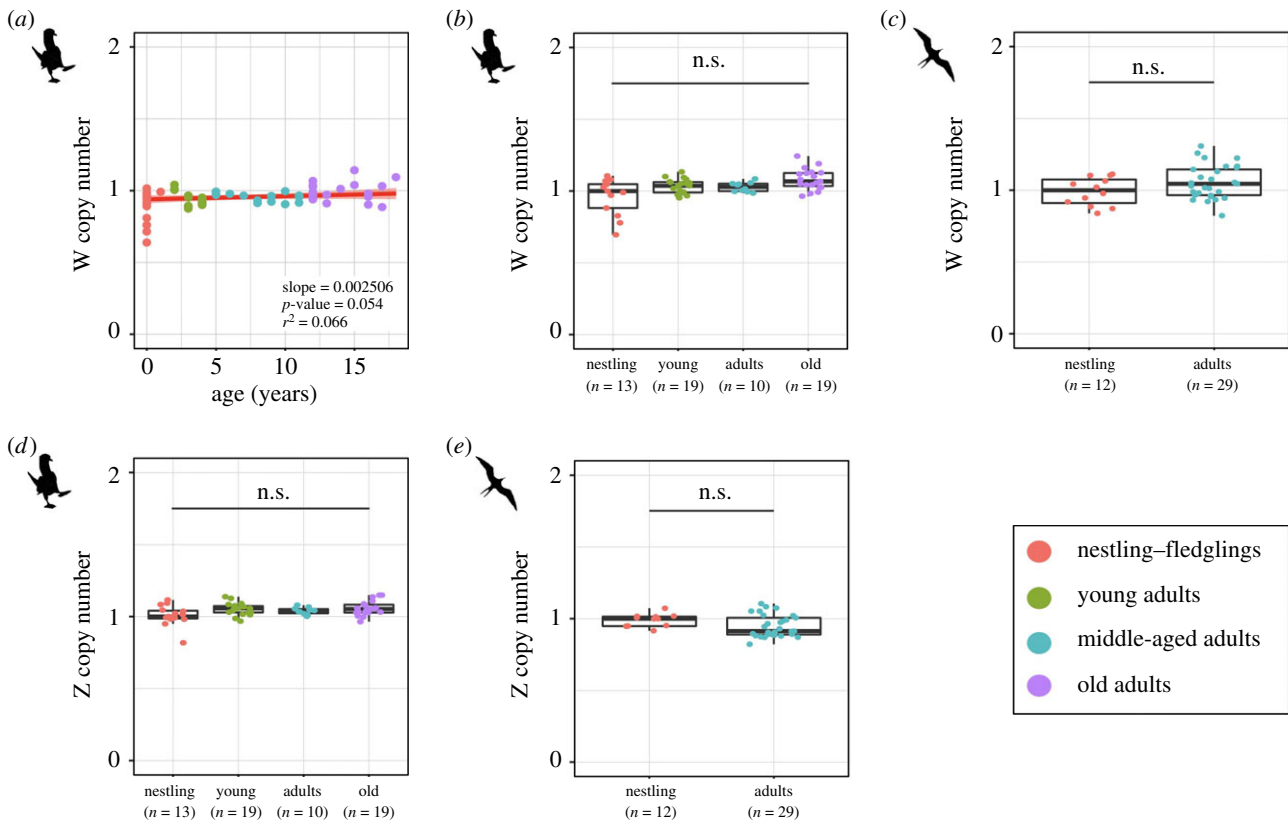 (a)
2
1
0
W copy number
slope = 0.002506
p-value = 0.054
r² = 0.066
0 5 10 15
age (years)
(b)
2
1
0
W copy number
n.s.
nestling young adults old
(n = 13) (n = 19) (n = 10) (n = 19)
(c)
2
1
0
W copy number
n.s.
nestling adults
(n = 12) (n = 29)
(d)
2
1
0
Z copy number
n.s.
nestling young adults old
(n = 13) (n = 19) (n = 10) (n = 19)
(e)
2
1
0
Z copy number
n.s.
nestling adults
(n = 12) (n = 29)
nestling–fledglings
young adults
middle-aged adults
old adults